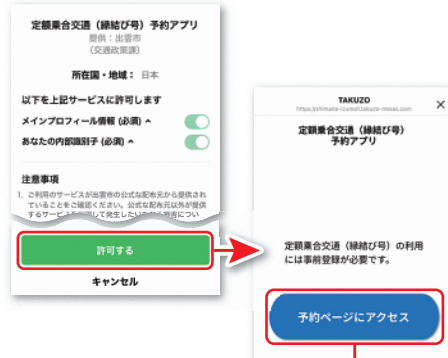 定額乗合交通(縁結び号)予約アプリ
提供:出雲市
(交通政策課)
所在国・地域: 日本
以下を上記サービスに許可します
メインプロフィール情報 (必須)
あなたの内部識別子 (必須)
注意事項
1. ご利用のサービスが出雲市の公式な配布元から提供され
ていることをご確認ください。公式な配布元以外が提供
許可する
キャンセル
TAKUZO
定額乗合交通(縁結び号)
予約アプリ
定額乗合交通(縁結び号)の利用
には事前登録が必要です。
予約ページにアクセス